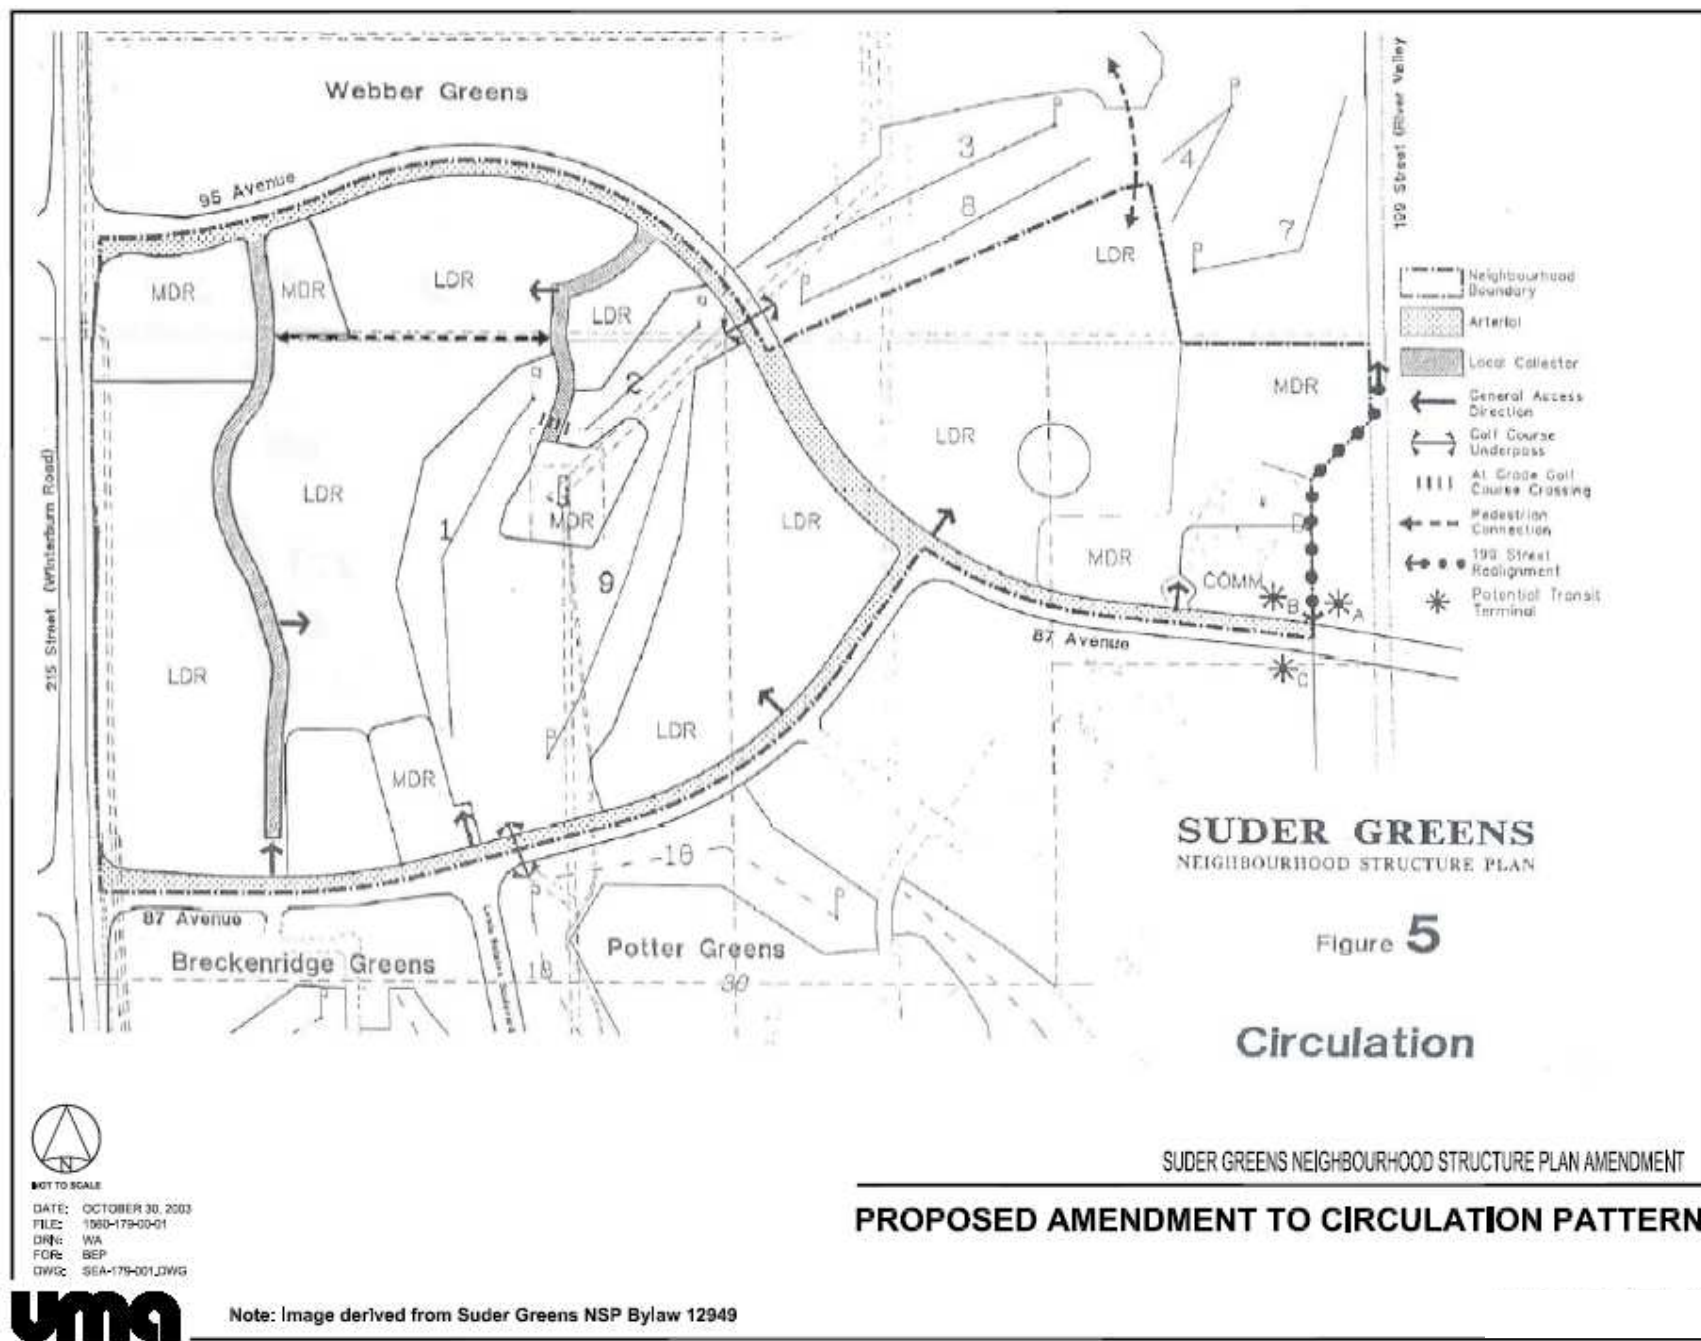 Webber Greens
95 Avenue
199 Street (River Valley
3
4
8
7
LDR
MDR
MDR
LDR
LDR
2
MDR
LDR
LDR
1
MDR
LDR
9
MDR
COMM
B
A
C
87 Avenue
215 Street (Winterburn Road)
LDR
LDR
MDR
10
18
30
87 Avenue
Breckenridge Greens
Potter Greens
Neighbourhood
Boundary
Arterial
Local Collector
General Access
Direction
Golf Course
Underpass
At Grade Golf
Course Crossing
Pedestrian
Connection
199 Street
Realignment
Potential Transit
Terminal
SUDER GREENS
NEIGHBOURHOOD STRUCTURE PLAN
Figure 5
Circulation
N
NOT TO SCALE
DATE: OCTOBER 30, 2003
FILE: 1560-179-00-01
DRN: WA
FOR: BEP
DWG: SEA-179-001.DWG
SUDER GREENS NEIGHBOURHOOD STRUCTURE PLAN AMENDMENT
PROPOSED AMENDMENT TO CIRCULATION PATTERN
uma
Note: Image derived from Suder Greens NSP Bylaw 12949